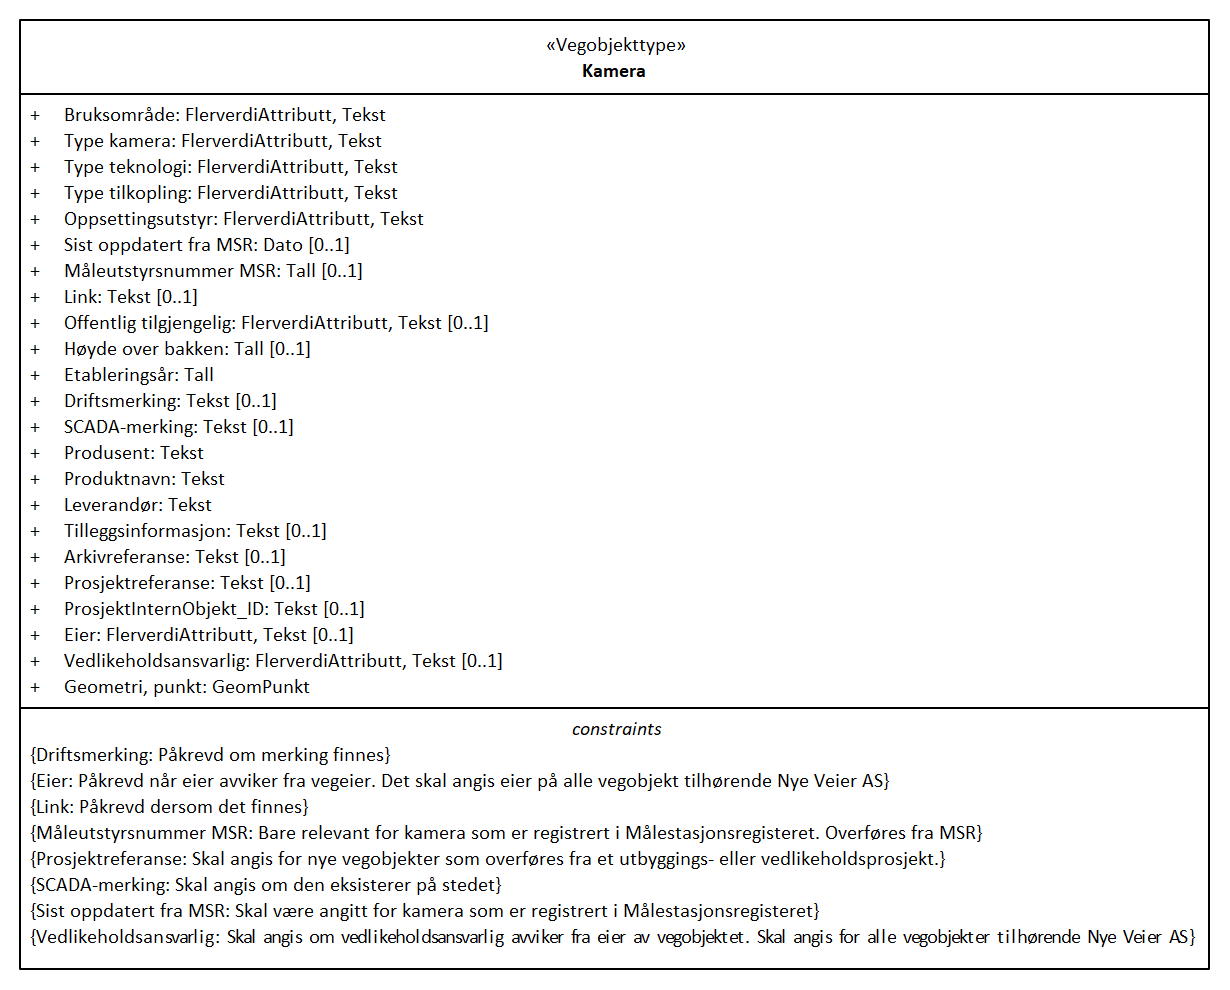 «Vegobjekttype»
Kamera
+ Bruksområde: FlerverdiAttributt, Tekst
+ Type kamera: FlerverdiAttributt, Tekst
+ Type teknologi: FlerverdiAttributt, Tekst
+ Type tilkopling: FlerverdiAttributt, Tekst
+ Oppsettingsutstyr: FlerverdiAttributt, Tekst
+ Sist oppdatert fra MSR: Dato [0..1]
+ Måleutstyrsnummer MSR: Tall [0..1]
+ Link: Tekst [0..1]
+ Offentlig tilgjengelig: FlerverdiAttributt, Tekst [0..1]
+ Høyde over bakken: Tall [0..1]
+ Etableringsår: Tall
+ Driftsmerking: Tekst [0..1]
+ SCADA-merking: Tekst [0..1]
+ Produsent: Tekst
+ Produktnavn: Tekst
+ Leverandør: Tekst
+ Tilleggsinformasjon: Tekst [0..1]
+ Arkivreferanse: Tekst [0..1]
+ Prosjektreferanse: Tekst [0..1]
+ ProsjektInternObjekt_ID: Tekst [0..1]
+ Eier: FlerverdiAttributt, Tekst [0..1]
+ Vedlikeholdsansvarlig: FlerverdiAttributt, Tekst [0..1]
+ Geometri, punkt: GeomPunkt
constraints
{Driftsmerking: Påkrevd om merking finnes}
{Eier: Påkrevd når eier avviker fra vegeier. Det skal angis eier på alle vegobjekt tilhørende Nye Veier AS}
{Link: Påkrevd dersom det finnes}
{Måleutstyrsnummer MSR: Bare relevant for kamera som er registrert i Målestasjonsregisteret. Overføres fra MSR}
{Prosjektreferanse: Skal angis for nye vegobjekter som overføres fra et utbyggings- eller vedlikeholdsprosjekt.}
{SCADA-merking: Skal angis om den eksisterer på stedet}
{Sist oppdatert fra MSR: Skal være angitt for kamera som er registrert i Målestasjonsregisteret}
{Vedlikeholdsansvarlig: Skal angis om vedlikeholdsansvarlig avviker fra eier av vegobjektet. Skal angis for alle vegobjekter tilhørende Nye Veier AS}